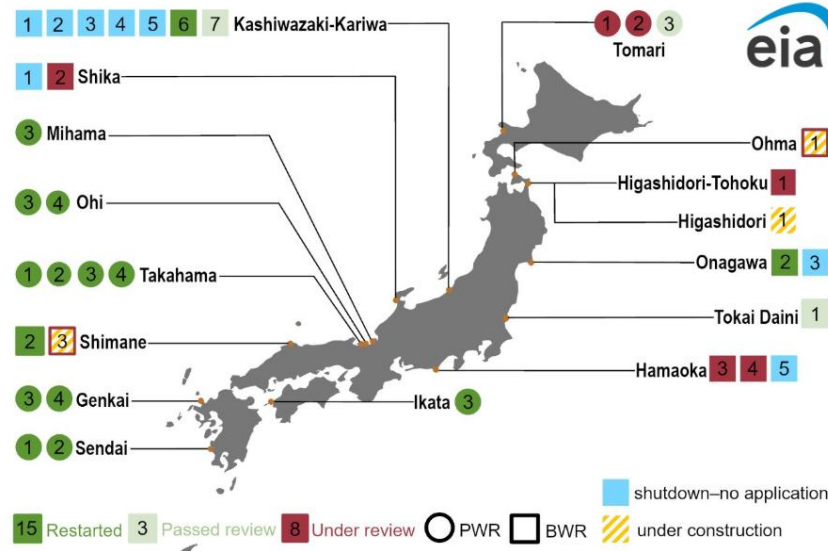 1 2 3 4 5 6 7 Kashiwazaki-Kariwa
1 2 3
Tomari
eia
1 2 Shika
3 Mihama
Ohma 1
Higashidori-Tohoku 1
3 4 Ohi
Higashidori 1
Onagawa 2 3
1 2 3 4 Takahama
Tokai Daini 1
2 3 Shimane
Hamaoka 3 4 5
3 4 Genkai
Ikata 3
1 2 Sendai
shutdown–no application
15 Restarted 3 Passed review 8 Under review PWR BWR
under construction